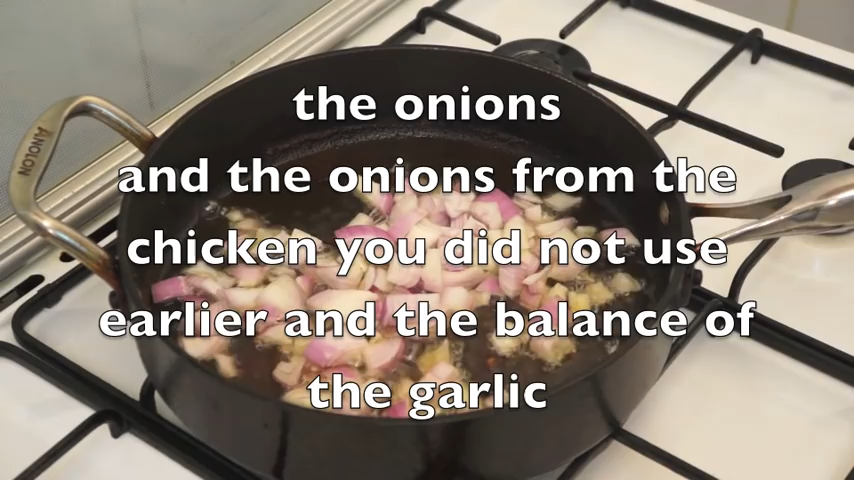 the onions
and the onions from the
chicken you did not use
earlier and the balance of
the garlic
ANOLON